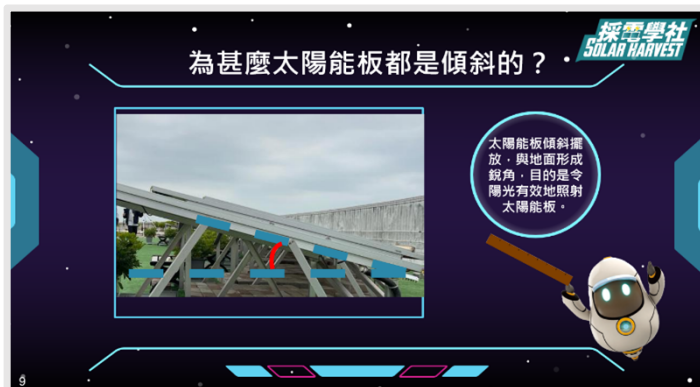 採電學社
SOLAR HARVEST
為甚麼太陽能板都是傾斜的？
太陽能板傾斜擺
放，與地面形成
銳角，目的是令
陽光有效地照射
太陽能板。
9